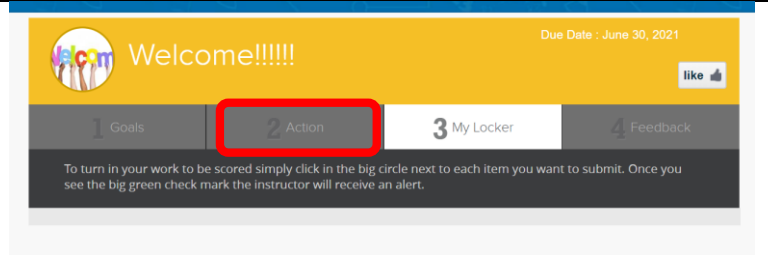 Welcom
Welcome!!!!!!
Due Date : June 30, 2021
like
1 Goals
2 Action
3 My Locker
4 Feedback
To turn in your work to be scored simply click in the big circle next to each item you want to submit. Once you
see the big green check mark the instructor will receive an alert.